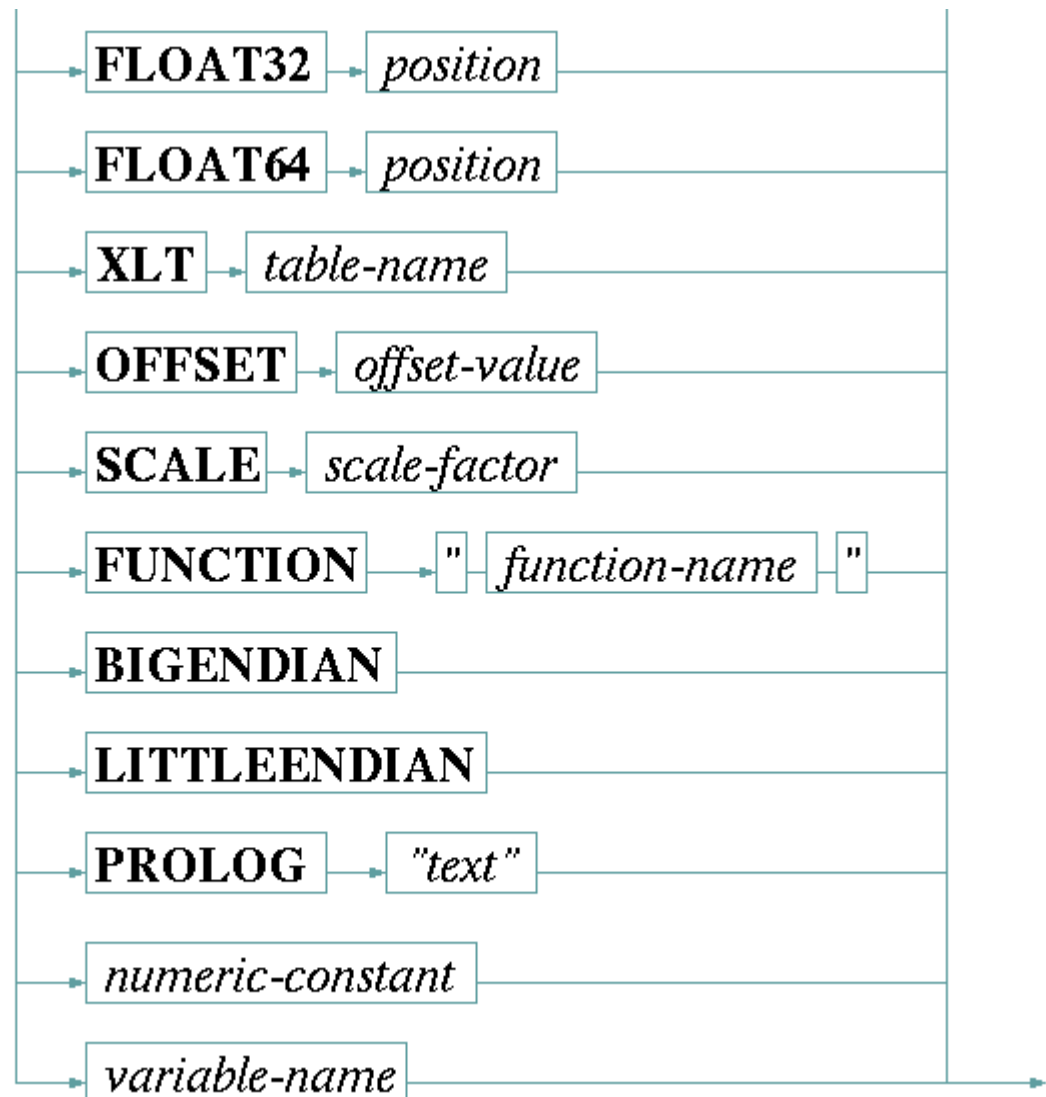 FLOAT32 position
FLOAT64 position
XLT table-name
OFFSET offset-value
SCALE scale-factor
FUNCTION " function-name "
BIGENDIAN
LITTLEENDIAN
PROLOG "text"
numeric-constant
variable-name